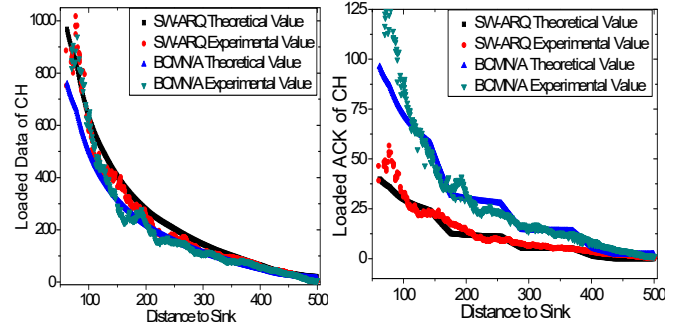 SW-ARQ Theoretical Value
SW-ARQ Experimental Value
BCMN/A Theoretical Value
BCMN/A Experimental Value
1000
800
600
400
200
0
100
200
300
400
500
Loaded Data of CH
Distance to Sink
SW-ARQ Theoretical Value
SW-ARQ Experimental Value
BCMN/A Theoretical Value
BCMN/A Experimental Value
125
100
75
50
25
0
100
200
300
400
500
Loaded ACK of CH
Distance to Sink